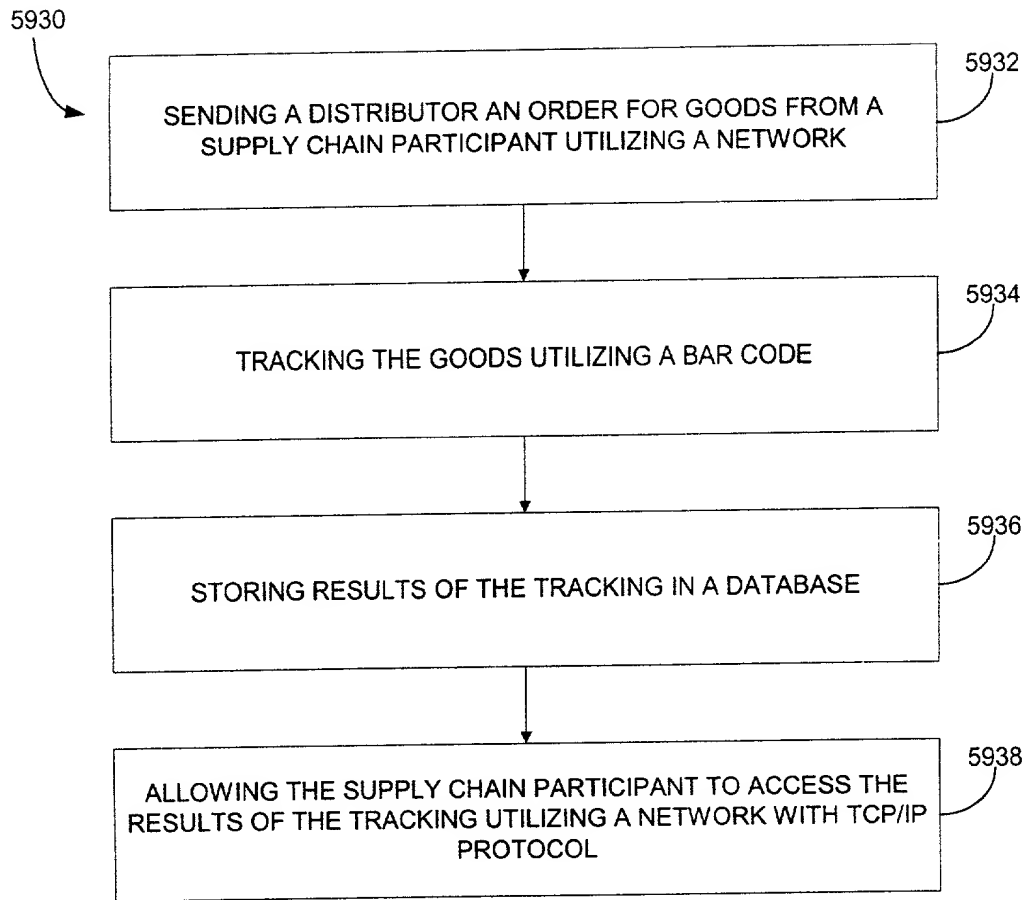 5930
5932
SENDING A DISTRIBUTOR AN ORDER FOR GOODS FROM A
SUPPLY CHAIN PARTICIPANT UTILIZING A NETWORK
5934
TRACKING THE GOODS UTILIZING A BAR CODE
5936
STORING RESULTS OF THE TRACKING IN A DATABASE
5938
ALLOWING THE SUPPLY CHAIN PARTICIPANT TO ACCESS THE
RESULTS OF THE TRACKING UTILIZING A NETWORK WITH TCP/IP
PROTOCOL